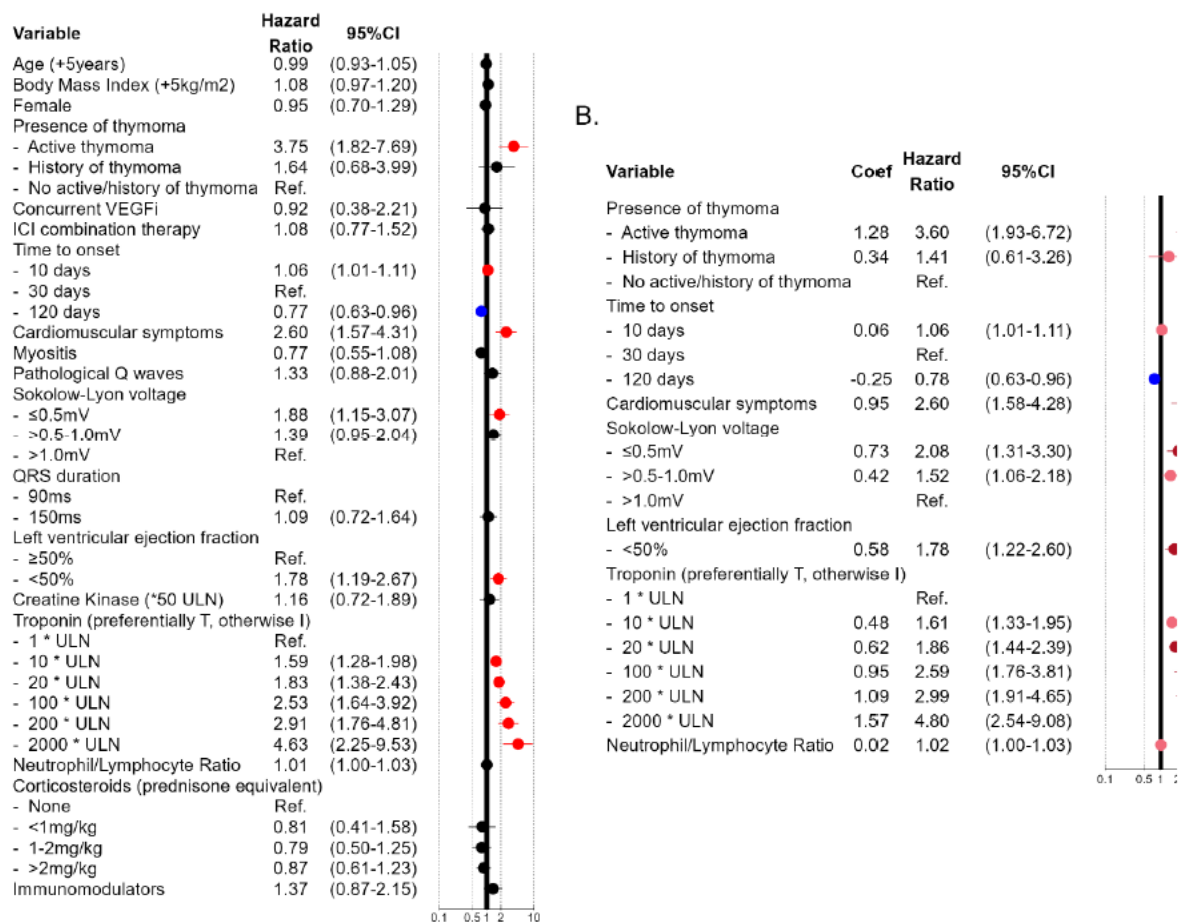 Variable Hazard Ratio 95%CI
Age (+5years) 0.99 (0.93-1.05)
Body Mass Index (+5kg/m2) 1.08 (0.97-1.20)
Female 0.95 (0.70-1.29)
Presence of thymoma
- Active thymoma 3.75 (1.82-7.69)
- History of thymoma 1.64 (0.68-3.99)
- No active/history of thymoma Ref.
Concurrent VEGFi 0.92 (0.38-2.21)
ICI combination therapy 1.08 (0.77-1.52)
Time to onset
- 10 days 1.06 (1.01-1.11)
- 30 days Ref.
- 120 days 0.77 (0.63-0.96)
Cardiomuscular symptoms 2.60 (1.57-4.31)
Myositis 0.77 (0.55-1.08)
Pathological Q waves 1.33 (0.88-2.01)
Sokolow-Lyon voltage
- ≤0.5mV 1.88 (1.15-3.07)
- >0.5-1.0mV 1.39 (0.95-2.04)
- >1.0mV Ref.
QRS duration
- 90ms Ref.
- 150ms 1.09 (0.72-1.64)
Left ventricular ejection fraction
- ≥50% Ref.
- <50% 1.78 (1.19-2.67)
Creatine Kinase (*50 ULN) 1.16 (0.72-1.89)
Troponin (preferentially T, otherwise I)
- 1 * ULN Ref.
- 10 * ULN 1.59 (1.28-1.98)
- 20 * ULN 1.83 (1.38-2.43)
- 100 * ULN 2.53 (1.64-3.92)
- 200 * ULN 2.91 (1.76-4.81)
- 2000 * ULN 4.63 (2.25-9.53)
Neutrophil/Lymphocyte Ratio 1.01 (1.00-1.03)
Corticosteroids (prednisone equivalent)
- None Ref.
- <1mg/kg 0.81 (0.41-1.58)
- 1-2mg/kg 0.79 (0.50-1.25)
- >2mg/kg 0.87 (0.61-1.23)
Immunomodulators 1.37 (0.87-2.15)
0.1 0.5 1 2 10
B.
Variable Coef Hazard Ratio 95%CI
Presence of thymoma
- Active thymoma 1.28 3.60 (1.93-6.72)
- History of thymoma 0.34 1.41 (0.61-3.26)
- No active/history of thymoma Ref.
Time to onset
- 10 days 0.06 1.06 (1.01-1.11)
- 30 days Ref.
- 120 days -0.25 0.78 (0.63-0.96)
Cardiomuscular symptoms 0.95 2.60 (1.58-4.28)
Sokolow-Lyon voltage
- ≤0.5mV 0.73 2.08 (1.31-3.30)
- >0.5-1.0mV 0.42 1.52 (1.06-2.18)
- >1.0mV Ref.
Left ventricular ejection fraction
- <50% 0.58 1.78 (1.22-2.60)
Troponin (preferentially T, otherwise I)
- 1 * ULN Ref.
- 10 * ULN 0.48 1.61 (1.33-1.95)
- 20 * ULN 0.62 1.86 (1.44-2.39)
- 100 * ULN 0.95 2.59 (1.76-3.81)
- 200 * ULN 1.09 2.99 (1.91-4.65)
- 2000 * ULN 1.57 4.80 (2.54-9.08)
Neutrophil/Lymphocyte Ratio 0.02 1.02 (1.00-1.03)
0.1 0.5 1 2